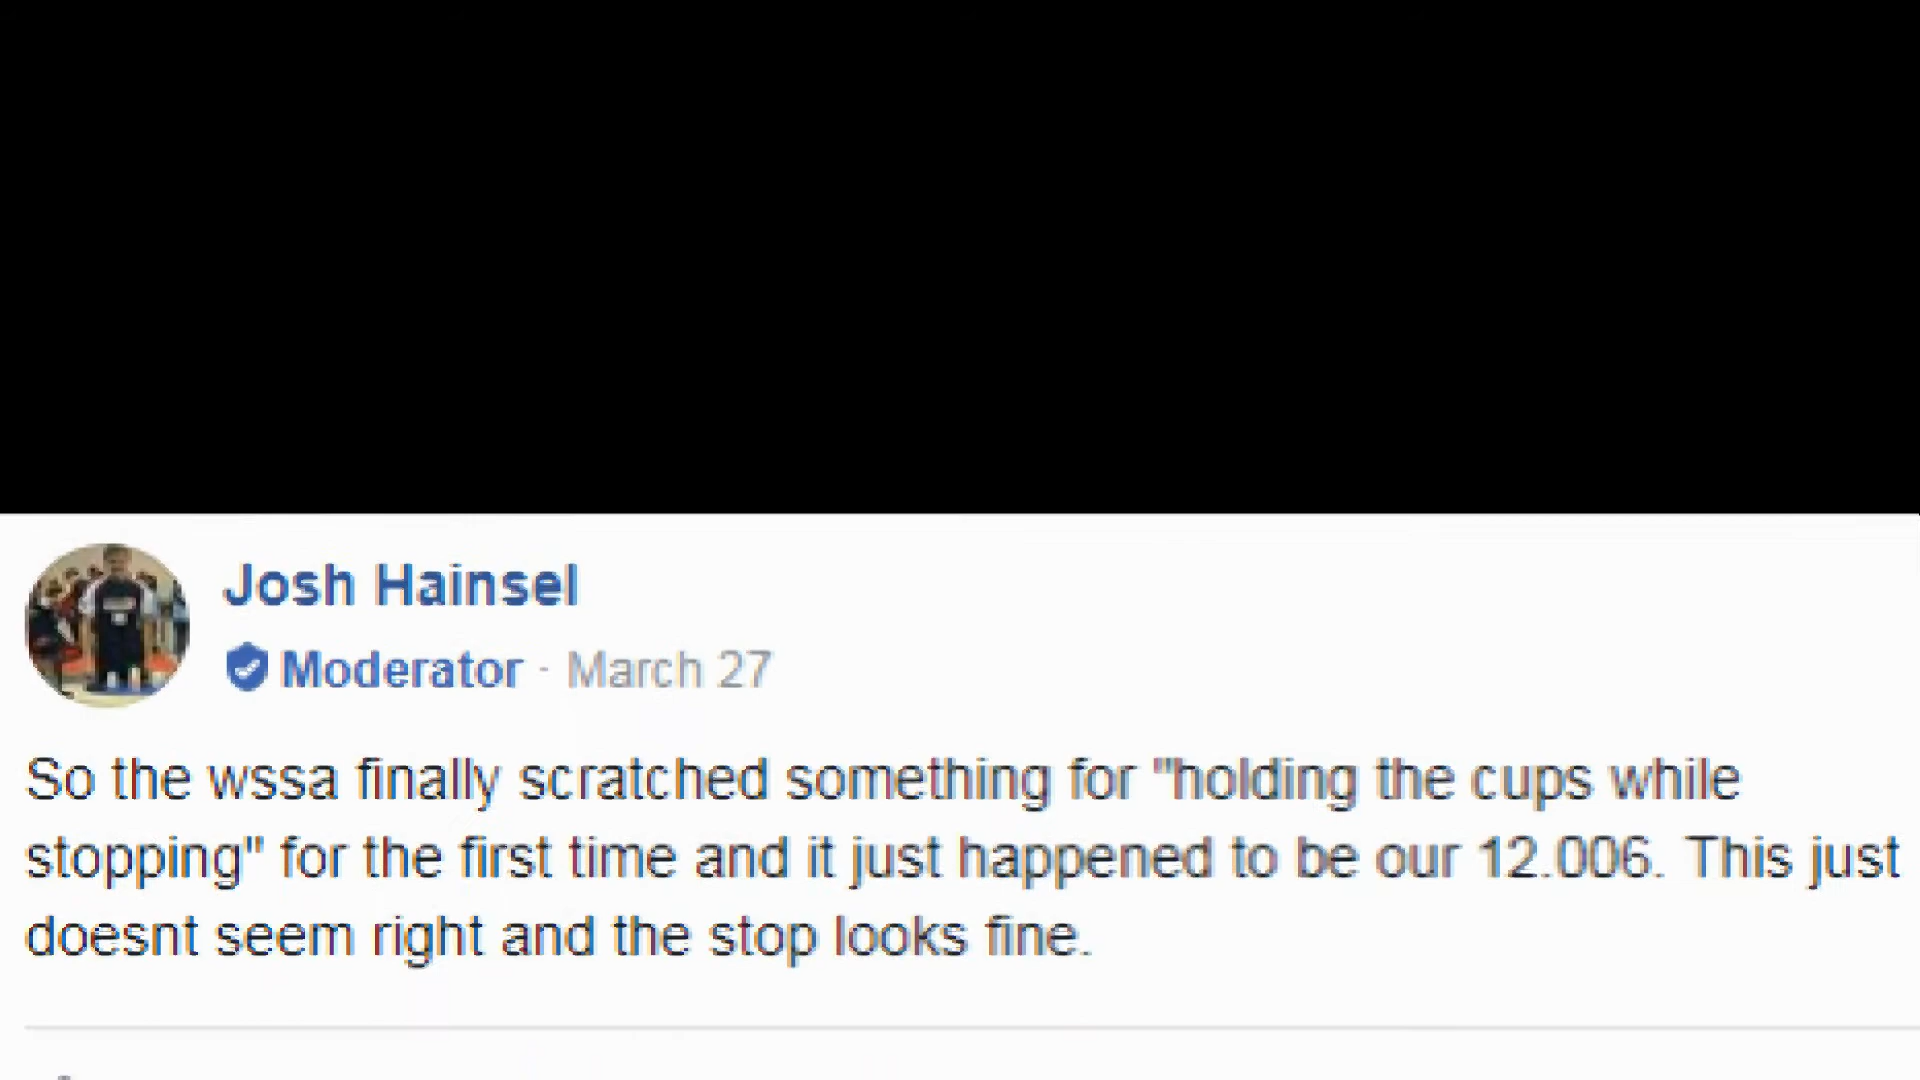 Josh Hainsel
Moderator · March 27
So the wssa finally scratched something for "holding the cups while
stopping" for the first time and it just happened to be our 12.006. This just
doesnt seem right and the stop looks fine.